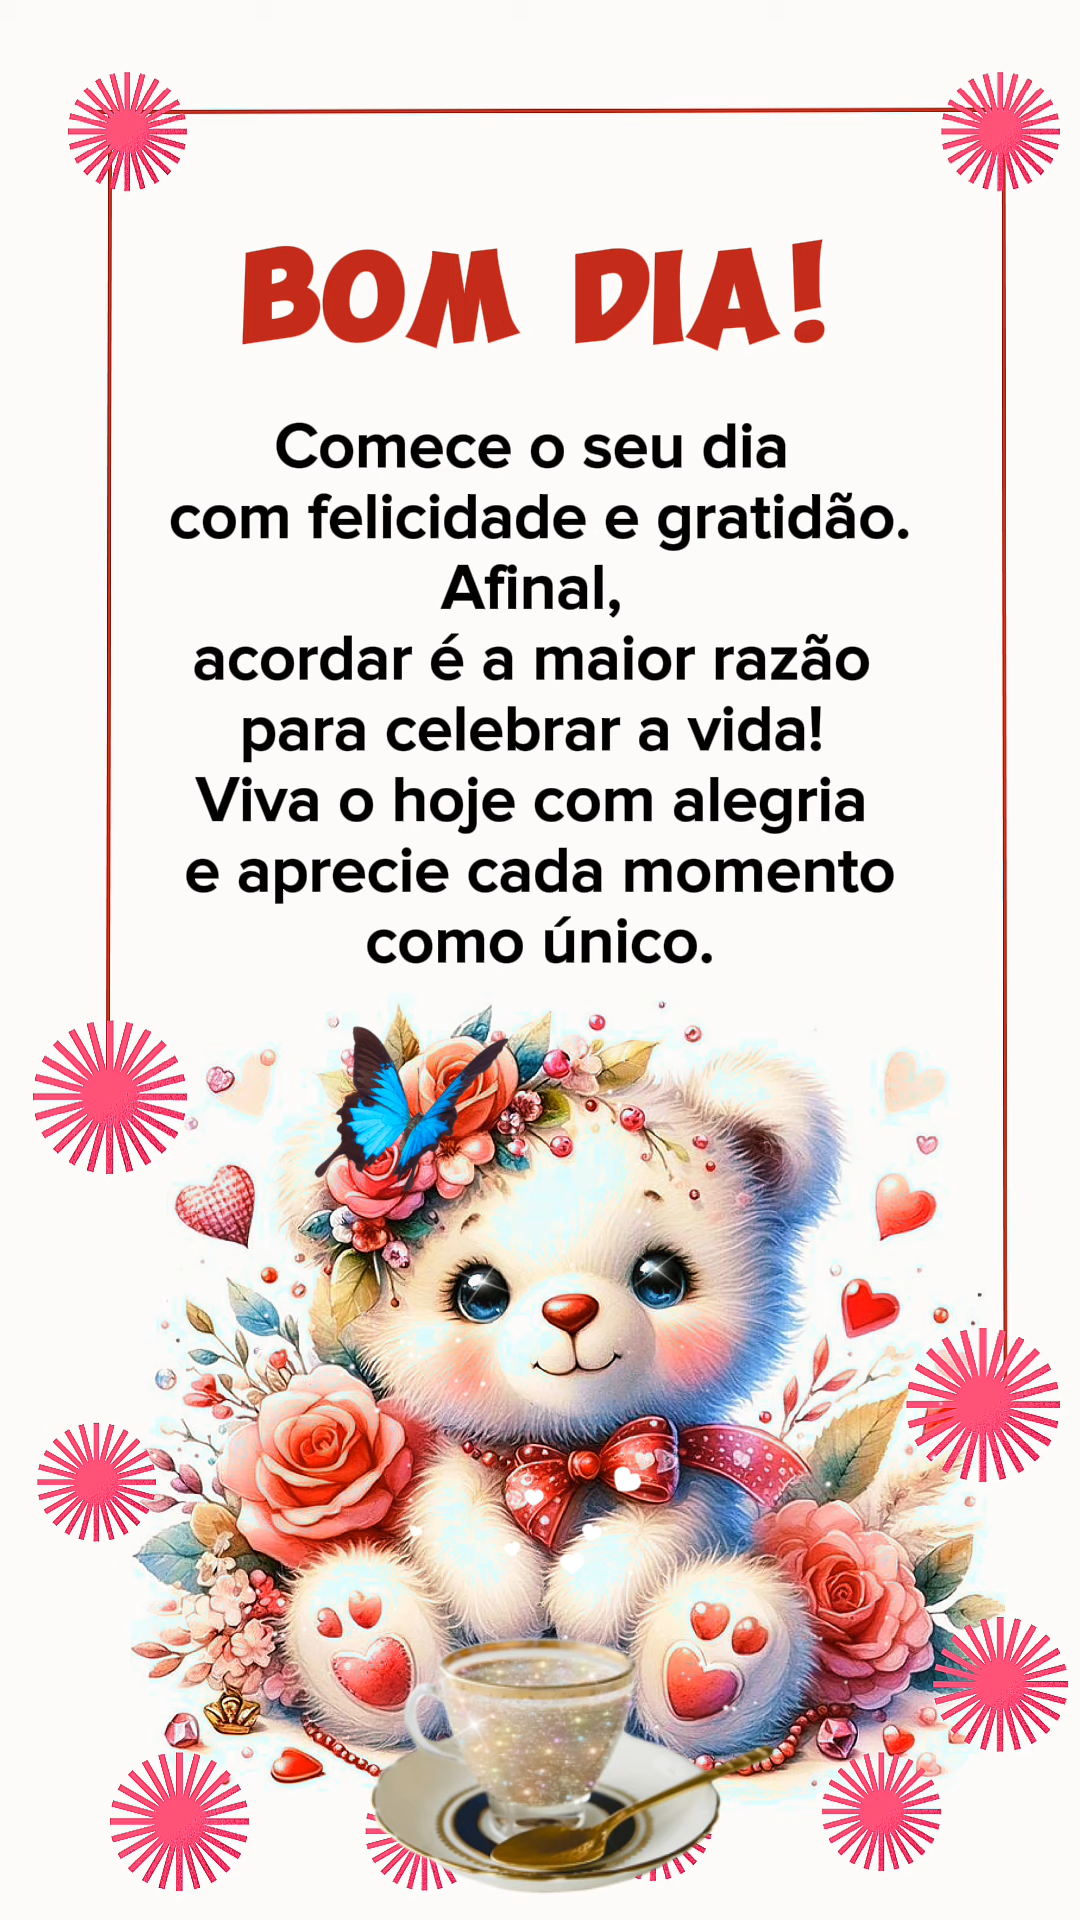 BOM DIA!
Comece o seu dia
com felicidade e gratidão.
Afinal,
acordar é a maior razão
para celebrar a vida!
Viva o hoje com alegria
e aprecie cada momento
como único.